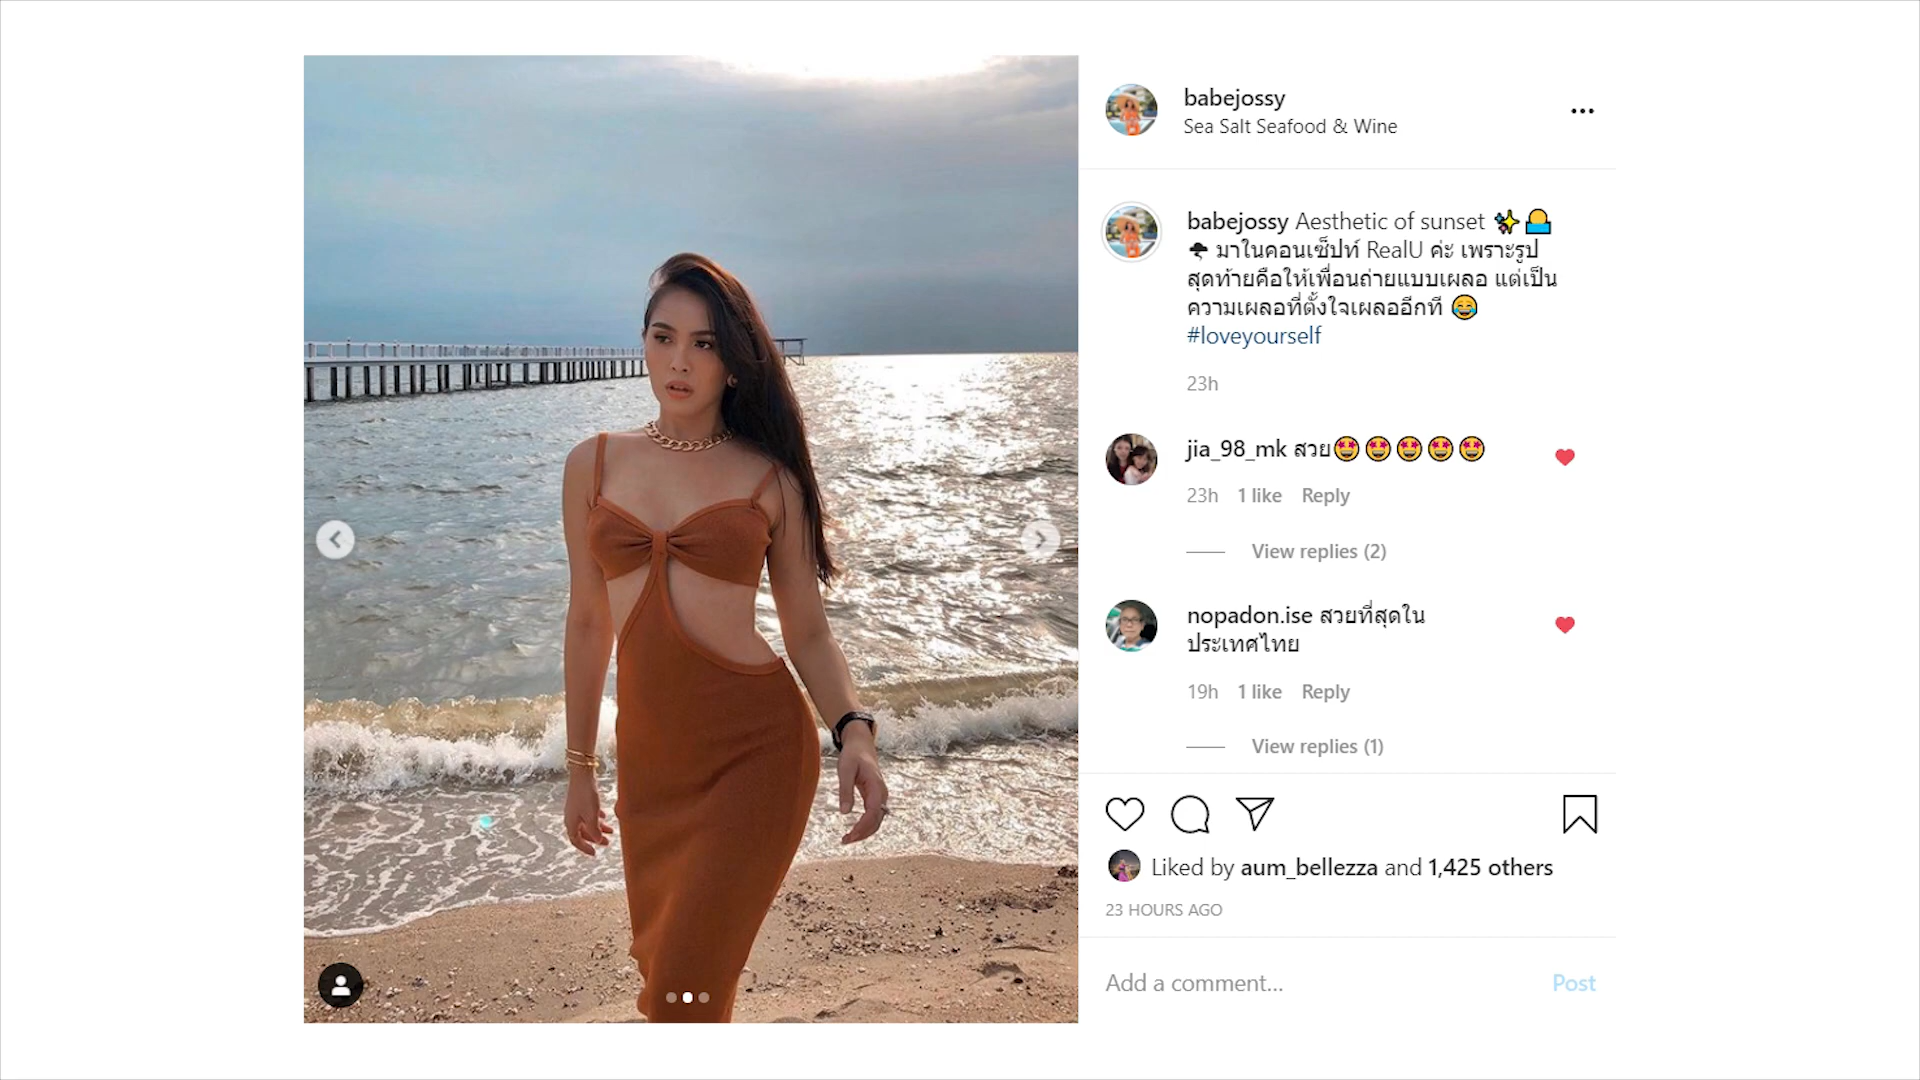 babejossy
Sea Salt Seafood & Wine
babejossy Aesthetic of sunset ✨🌅
🌪 มาในคอนเซ็ปท์ RealU ค่ะ เพราะรูป
สุดท้ายคือให้เพื่อนถ่ายแบบเผลอ แต่เป็น
ความเผลอที่ตั้งใจเผลออีกที 😂
#loveyourself
23h
jia_98_mk สวย🤩🤩🤩🤩🤩
23h 1 like Reply
View replies (2)
nopadon.ise สวยที่สุดใน
ประเทศไทย
19h 1 like Reply
View replies (1)
Liked by aum_bellezza and 1,425 others
23 HOURS AGO
Add a comment... Post